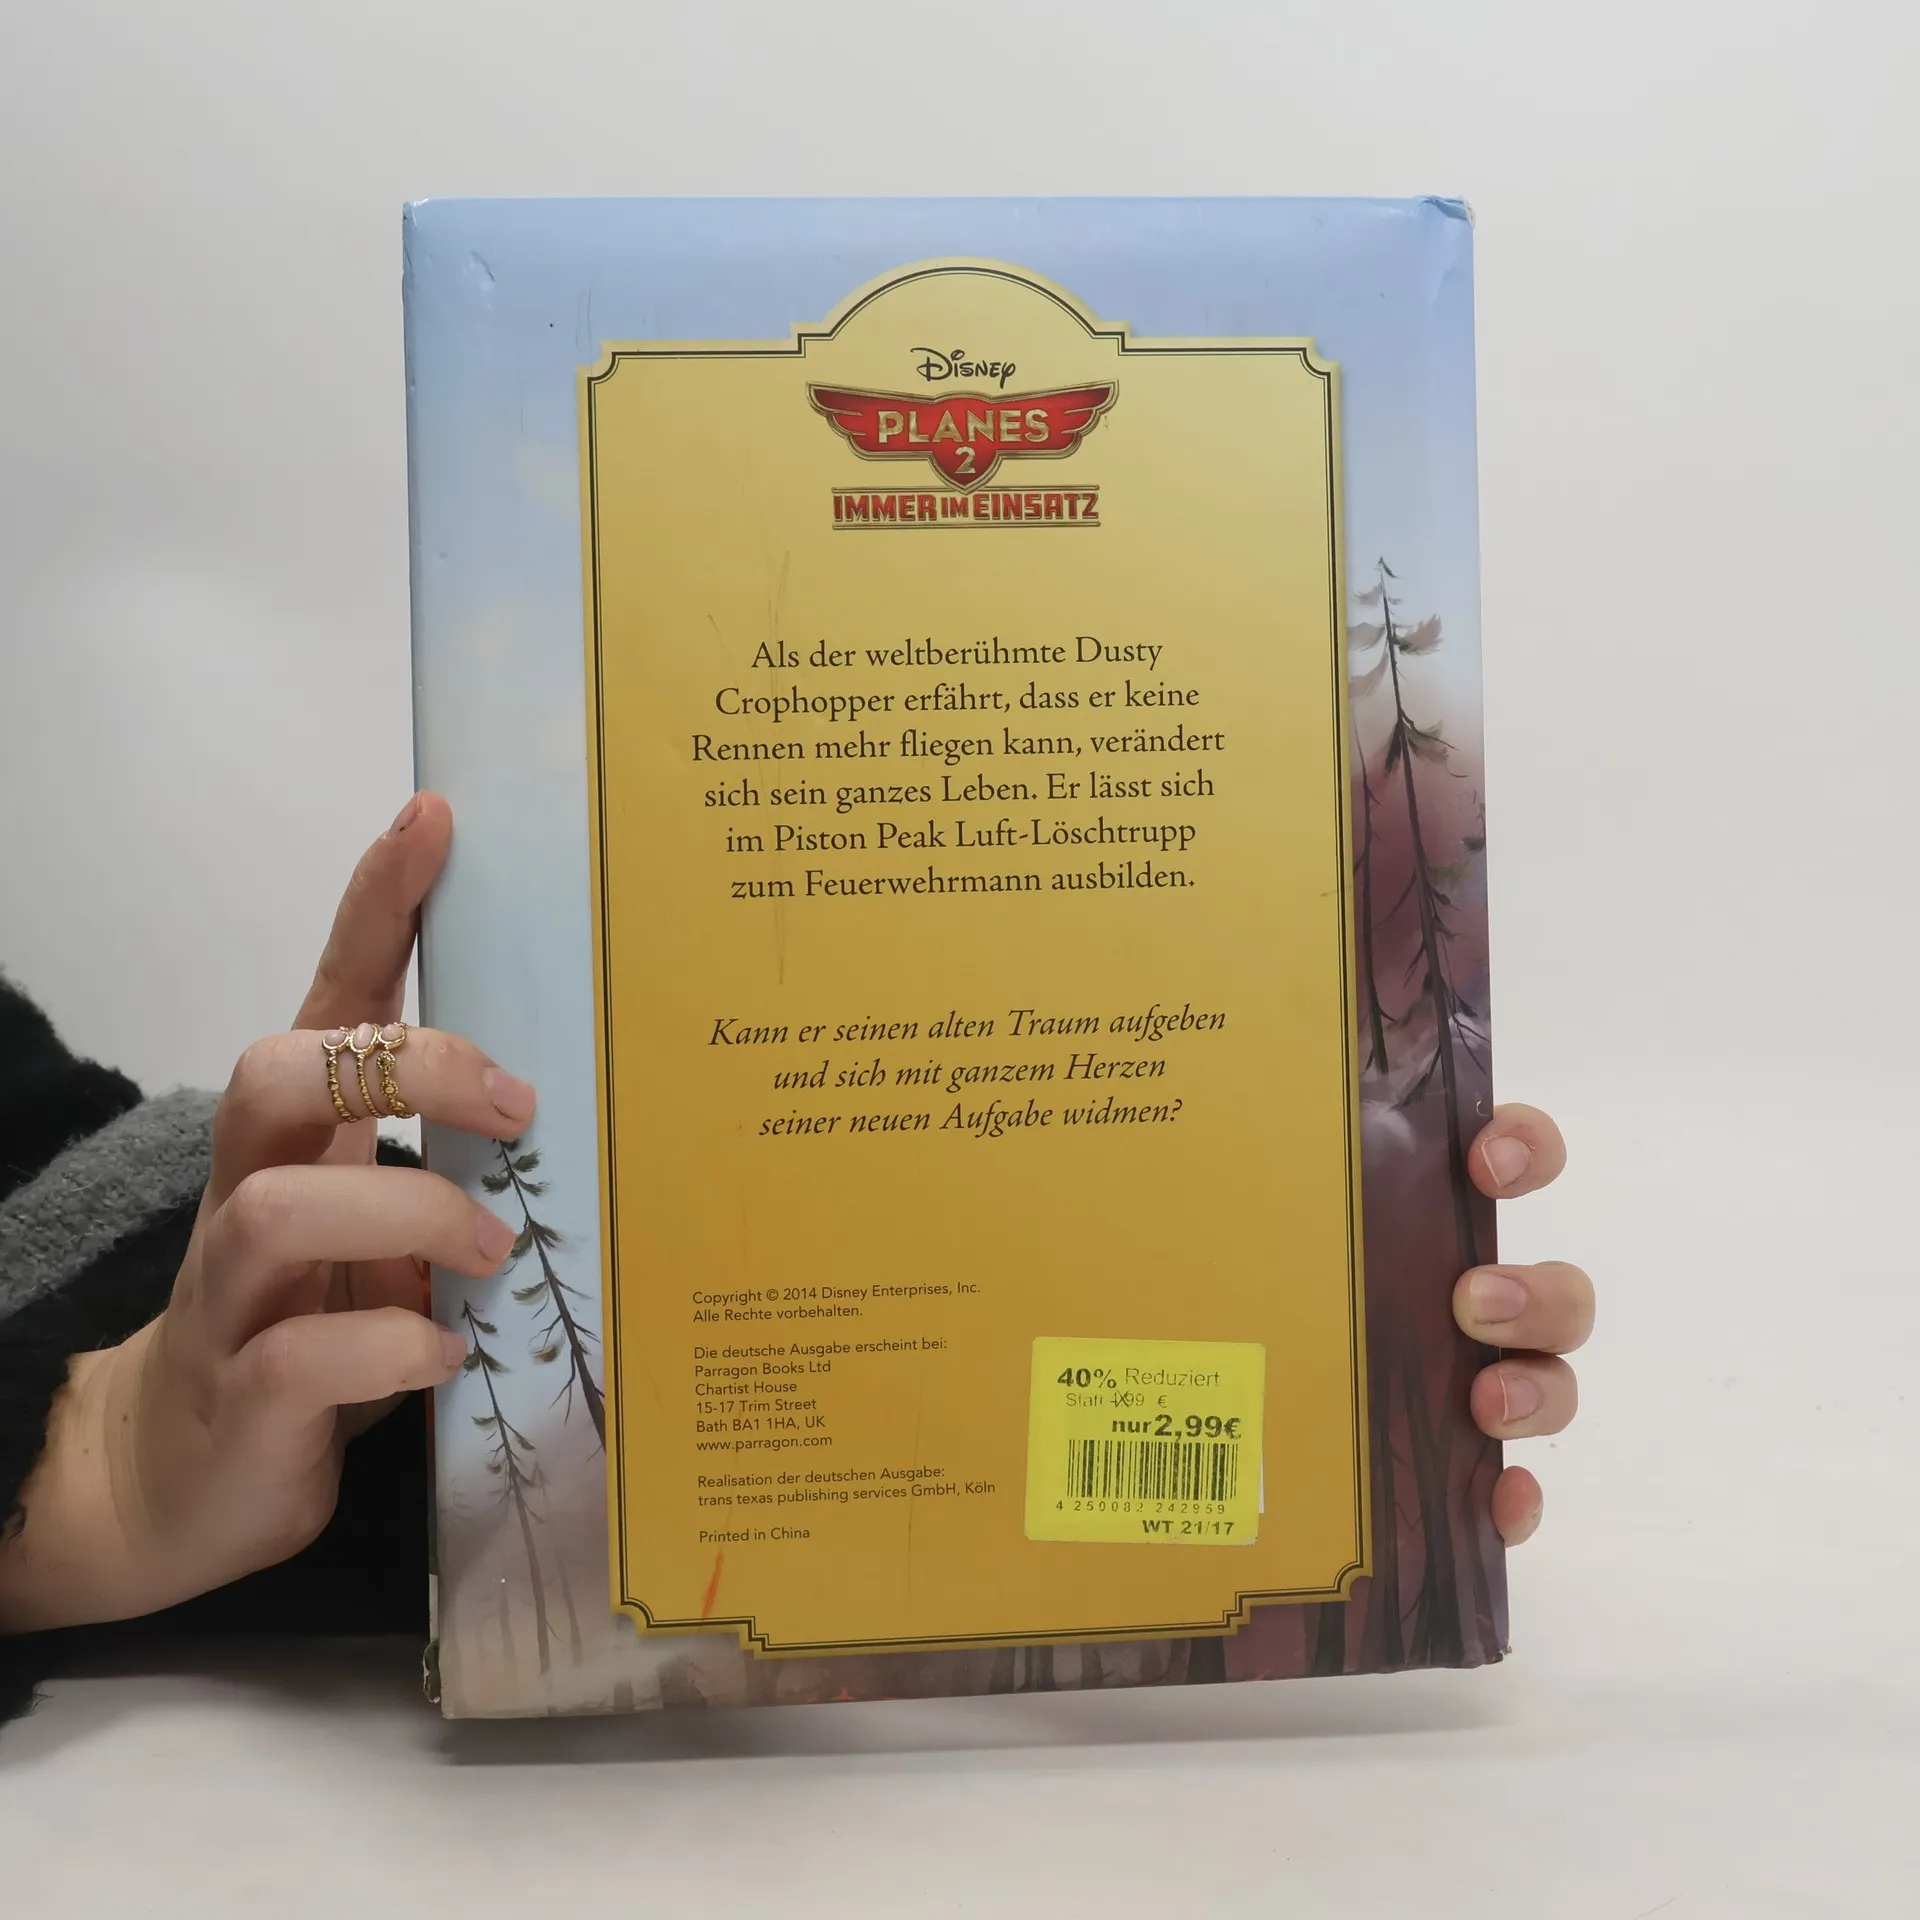 Disney
PLANES
2
IMMER IM EINSATZ
Als der weltberühmte Dusty
Crophopper erfährt, dass er keine
Rennen mehr fliegen kann, verändert
sich sein ganzes Leben. Er lässt sich
im Piston Peak Luft-Löschtrupp
zum Feuerwehrmann ausbilden.
Kann er seinen alten Traum aufgeben
und sich mit ganzem Herzen
seiner neuen Aufgabe widmen?
Copyright © 2014 Disney Enterprises, Inc.
Alle Rechte vorbehalten.
Die deutsche Ausgabe erscheint bei:
Parragon Books Ltd
Chartist House
15-17 Trim Street
Bath BA1 1HA, UK
www.parragon.com
Realisation der deutschen Ausgabe:
trans texas publishing services GmbH, Köln
Printed in China
40% Reduziert
Statt 4,99 €
nur 2,99€
4 250082 242959
WT 21/17